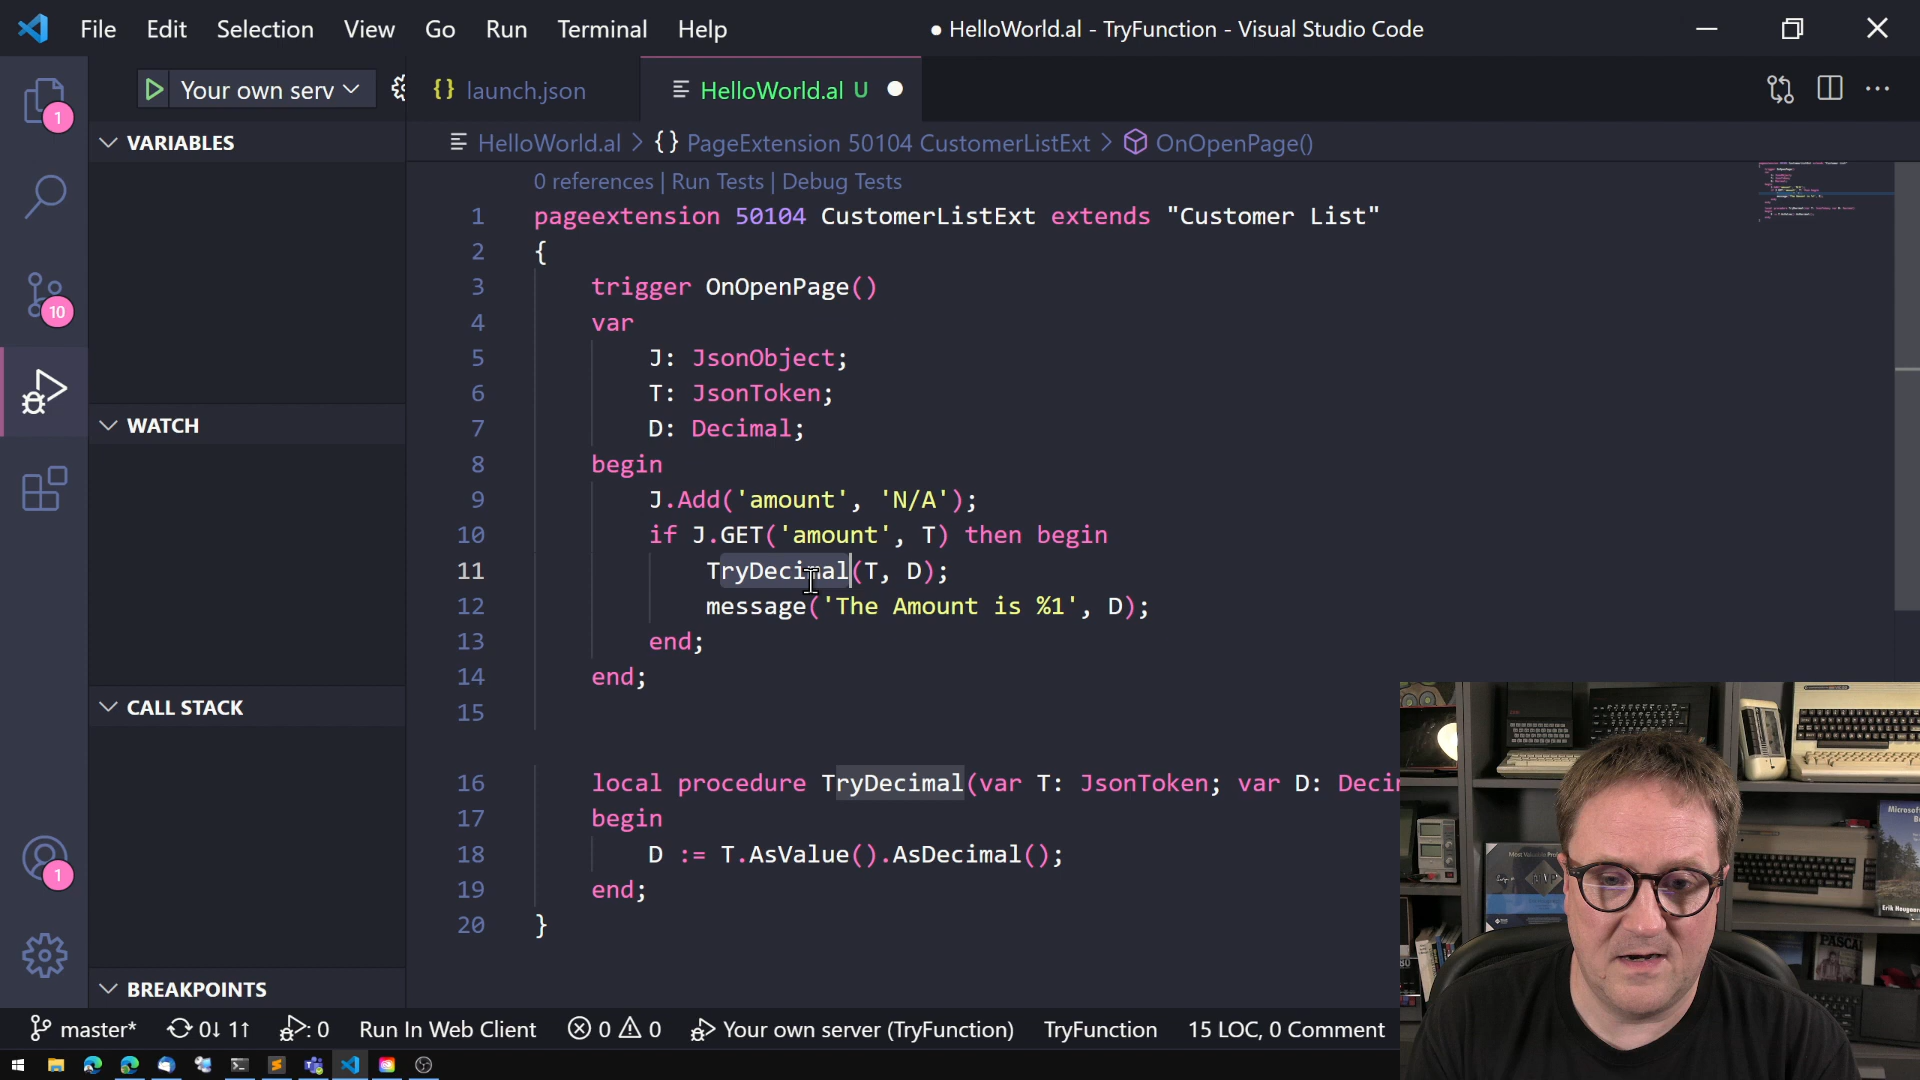 File Edit Selection View Go Run Terminal Help
● HelloWorld.al - TryFunction - Visual Studio Code
Your own serv
{} launch.json
HelloWorld.al U
HelloWorld.al > {} PageExtension 50104 CustomerListExt > OnOpenPage()
VARIABLES
WATCH
CALL STACK
BREAKPOINTS
1
10
1
0 references | Run Tests | Debug Tests
1 pageextension 50104 CustomerListExt extends "Customer List"
2 {
3 trigger OnOpenPage()
4 var
5 J: JsonObject;
6 T: JsonToken;
7 D: Decimal;
8 begin
9 J.Add('amount', 'N/A');
10 if J.GET('amount', T) then begin
11 TryDecimal(T, D);
12 message('The Amount is %1', D);
13 end;
14 end;
15
16 local procedure TryDecimal(var T: JsonToken; var D: Deci
17 begin
18 D := T.AsValue().AsDecimal();
19 end;
20 }
master* 0↓ 1↑ : 0 Run In Web Client 0 0 Your own server (TryFunction) TryFunction 15 LOC, 0 Comment
Erik Hougaard
PASCAL